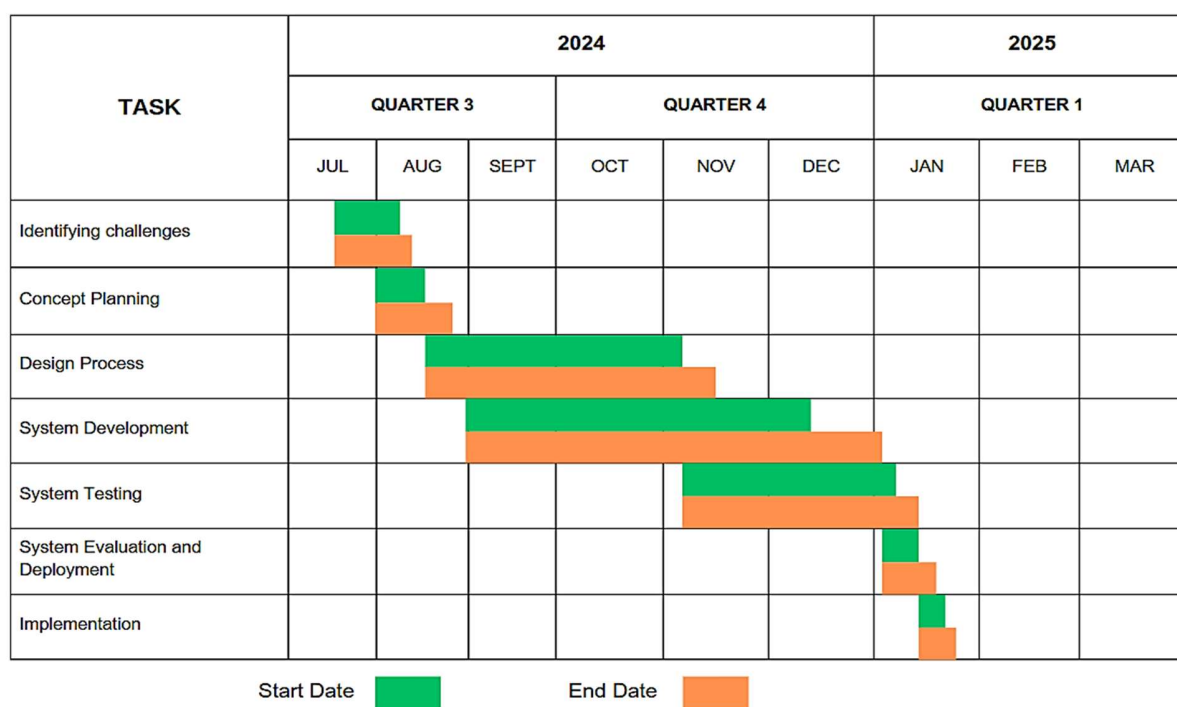 TASK
2024
2025
QUARTER 3
QUARTER 4
QUARTER 1
JUL
AUG
SEPT
OCT
NOV
DEC
JAN
FEB
MAR
Identifying challenges
Concept Planning
Design Process
System Development
System Testing
System Evaluation and
Deployment
Implementation
Start Date
End Date